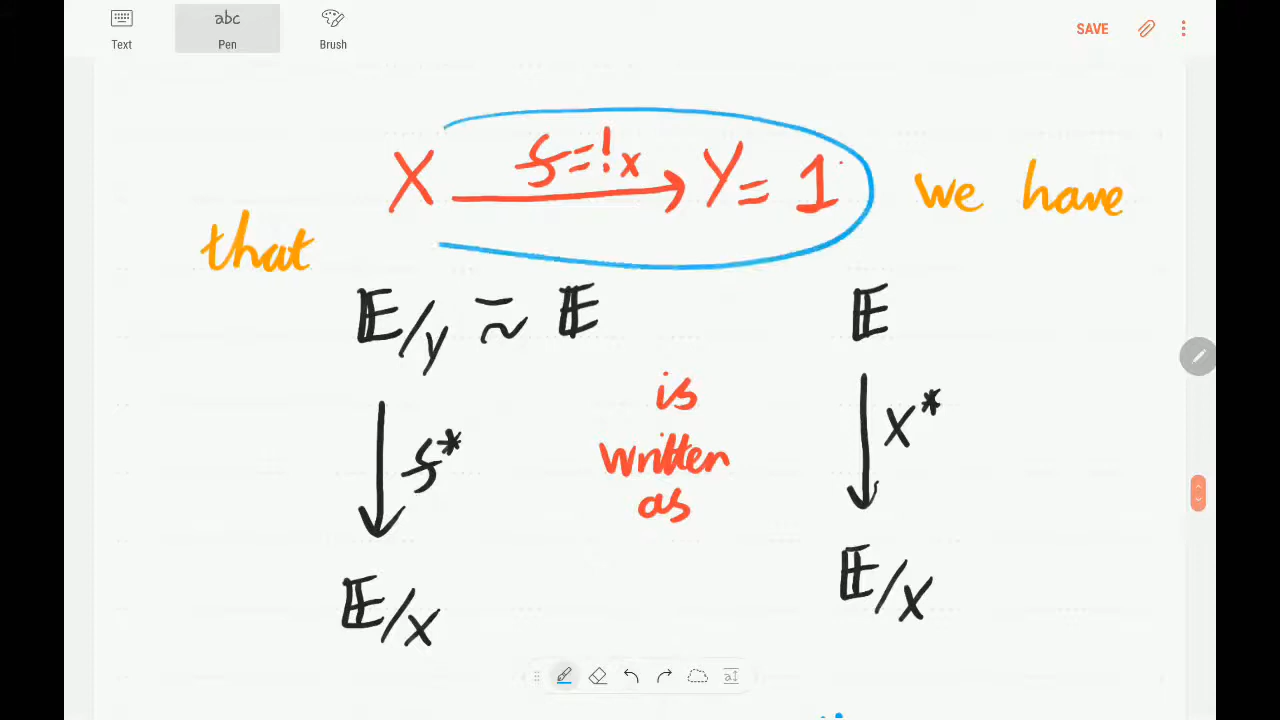 Text abc Pen Brush SAVE
X f=!x Y=1 we have
that
𝔼/y ≅ 𝔼 𝔼
f* is X*
written
as
𝔼/x 𝔼/X